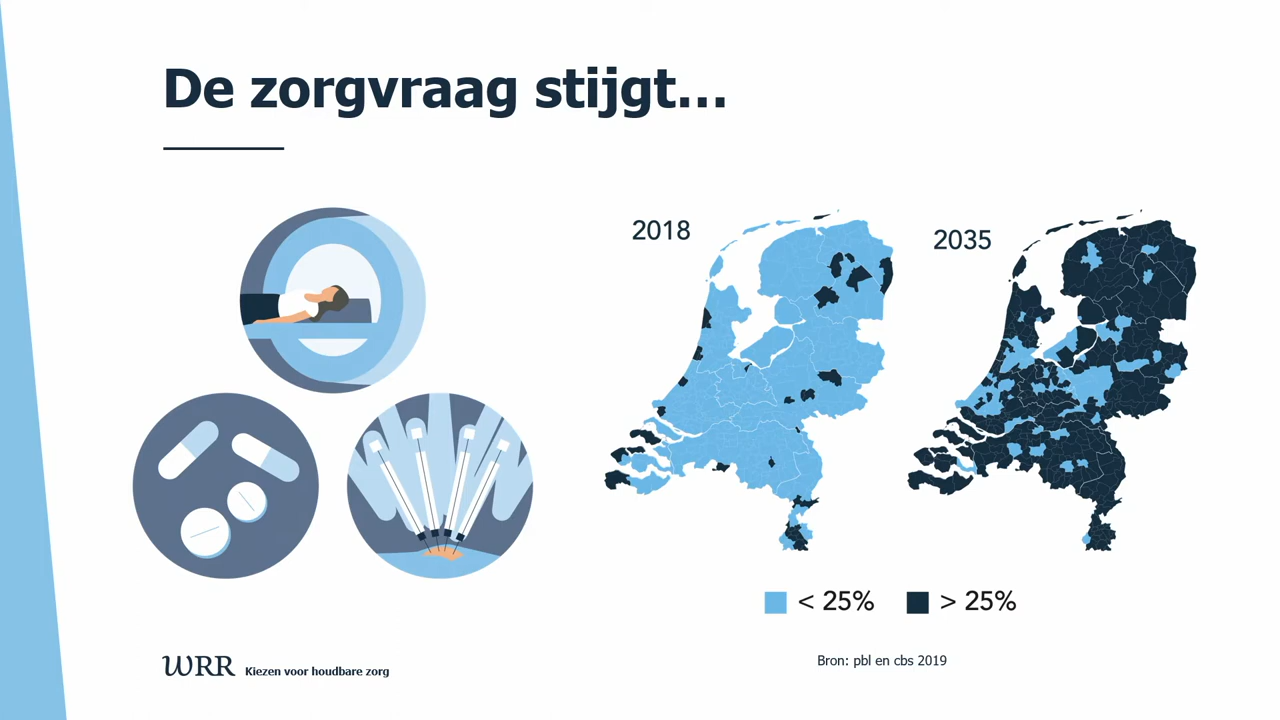 De zorgvraag stijgt...
2018
2035
< 25%
> 25%
WRR Kiezen voor houdbare zorg
Bron: pbl en cbs 2019